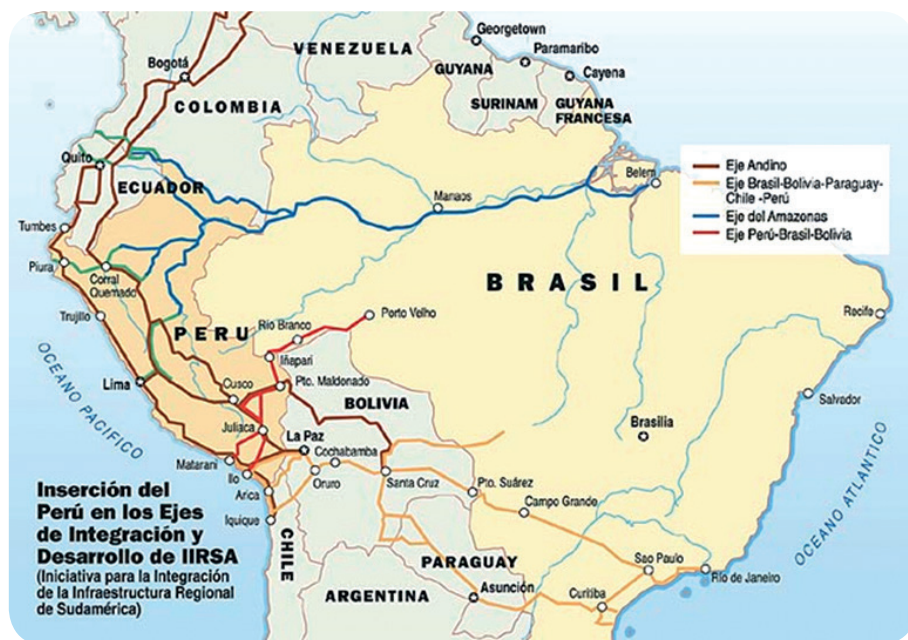 Georgetown
Paramaribo
VENEZUELA
Bogotá
GUYANA
Cayena
COLOMBIA
SURINAM
GUYANA
FRANCESA
Quito
ECUADOR
Belem
Eje Andino
Eje Brasil-Bolivia-Paraguay-
Chile -Perú
Eje del Amazonas
Eje Perú-Brasil-Bolivia
Manaos
Tumbes
Piura
Corral
Quemado
BRASIL
Trujillo
PERU
Porto Velho
Recife
Rio Branco
Iñapari
OCEANO PACIFICO
Lima
Cusco
Pto. Maldonado
BOLIVIA
Salvador
Juliaca
La Paz
Brasilia
Cochabamba
Matarani
Ilo
Oruro
Santa Cruz
Pto. Suárez
OCEANO ATLANTICO
Arica
Campo Grande
Iquique
Inserción del
Perú en los Ejes
de Integración y
Desarrollo de IIRSA
(Iniciativa para la Integración
de la Infraestructura Regional
de Sudamérica)
CHILE
PARAGUAY
Sao Paulo
Río de Janeiro
ARGENTINA
Asunción
Curitiba